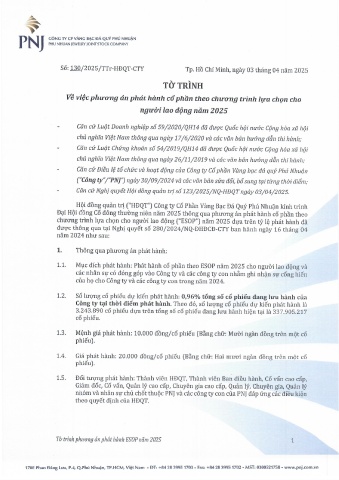 PNJ
CÔNG TY CP VÀNG BẠC ĐÁ QUÝ PHÚ NHUẬN
PHU NHUAN JEWELRY JOINT STOCK COMPANY
Số: 130/2025/TTr-HĐQT-CTY
Tp. Hồ Chí Minh, ngày 03 tháng 04 năm 2025
TỜ TRÌNH
Về việc phương án phát hành cổ phần theo chương trình lựa chọn cho
người lao động năm 2025
- Căn cứ Luật Doanh nghiệp số 59/2020/QH14 đã được Quốc hội nước Cộng hòa xã hội
chủ nghĩa Việt Nam thông qua ngày 17/6/2020 và các văn bản hướng dẫn thi hành;
- Căn cứ Luật Chứng khoán số 54/2019/QH14 đã được Quốc hội nước Cộng hòa xã hội
chủ nghĩa Việt Nam thông qua ngày 26/11/2019 và các văn bản hướng dẫn thi hành;
- Căn cứ Điều lệ tổ chức và hoạt động của Công ty Cổ phần Vàng bạc đá quý Phú Nhuận
("Công ty"/"PNJ") ngày 30/09/2024 và các văn bản sửa đổi, bổ sung tại từng thời điểm;
- Căn cứ Nghị quyết Hội đồng quản trị số 123/2025/NQ-HĐQT ngày 03/04/2025.
Hội đồng quản trị ("HĐQT") Công ty Cổ Phần Vàng Bạc Đá Quý Phú Nhuận kính trình
Đại Hội Cổ Đông thường niên năm 2025 thông qua phương án phát hành cổ phần theo
chương trình lựa chọn cho người lao động ("ESOP") năm 2025 dựa trên tỷ lệ phát hành đã
được thông qua tại Nghị quyết số 280/2024/NQ-ĐHĐCĐ-CTY ban hành ngày 16 tháng 04
năm 2024 như sau:
1. Thông qua phương án phát hành:
1.1. Mục đích phát hành: Phát hành cổ phần theo ESOP năm 2025 cho người lao động và
các nhân sự có đóng góp vào Công ty và các công ty con nhằm ghi nhận sự cống hiến
của họ cho Công ty và các công ty con trong năm 2024.
1.2. Số lượng cổ phiếu dự kiến phát hành: 0,96% tổng số cổ phiếu đang lưu hành của
Công ty tại thời điểm phát hành. Theo đó, số lượng cổ phiếu dự kiến phát hành là
3.243.890 cổ phiếu dựa trên tổng số cổ phiếu đang lưu hành hiện tại là 337.905.217
cổ phiếu.
1.3. Mệnh giá phát hành: 10.000 đồng/cổ phiếu (Bằng chữ: Mười ngàn đồng trên một cổ
phiếu).
1.4. Giá phát hành: 20.000 đồng/cổ phiếu (Bằng chữ: Hai mươi ngàn đồng trên một cổ
phiếu).
1.5. Đối tượng phát hành: Thành viên HĐQT, Thành viên Ban điều hành, Cố vấn cao cấp,
Giám đốc, Cố vấn, Quản lý cao cấp, Chuyên gia cao cấp, Quản lý, Chuyên gia, Quản lý
nhóm và nhân sự chủ chốt thuộc PNJ và các công ty con của PNJ đáp ứng các điều kiện
theo quyết định của HĐQT.
Tờ trình phương án phát hành ESOP năm 2025
1
170E Phan Đăng Lưu, P.3, Q.Phú Nhuận, TP.HCM, Việt Nam - ĐT: +84 28 3995 1703 - Fax: +84 28 3995 1702 - MST: 0300521758 - www.pnj.com.vn